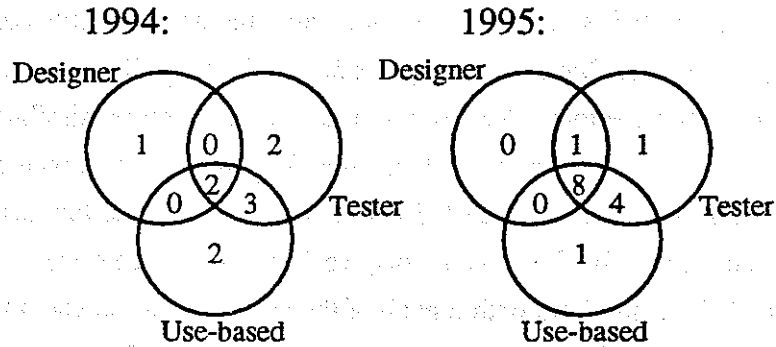 1994:
Designer
1 0 2
2
0 3
Tester
2
Use-based
1995:
Designer
0 1 1
8
0 4
Tester
1
Use-based